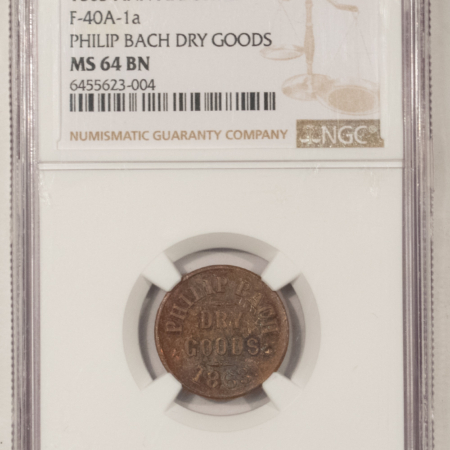 F-40A-1a
PHILIP BACH DRY GOODS
MS 64 BN
6455623-004
NUMISMATIC GUARANTY COMPANY
NGC
PHILIP BACH
DRY
GOODS